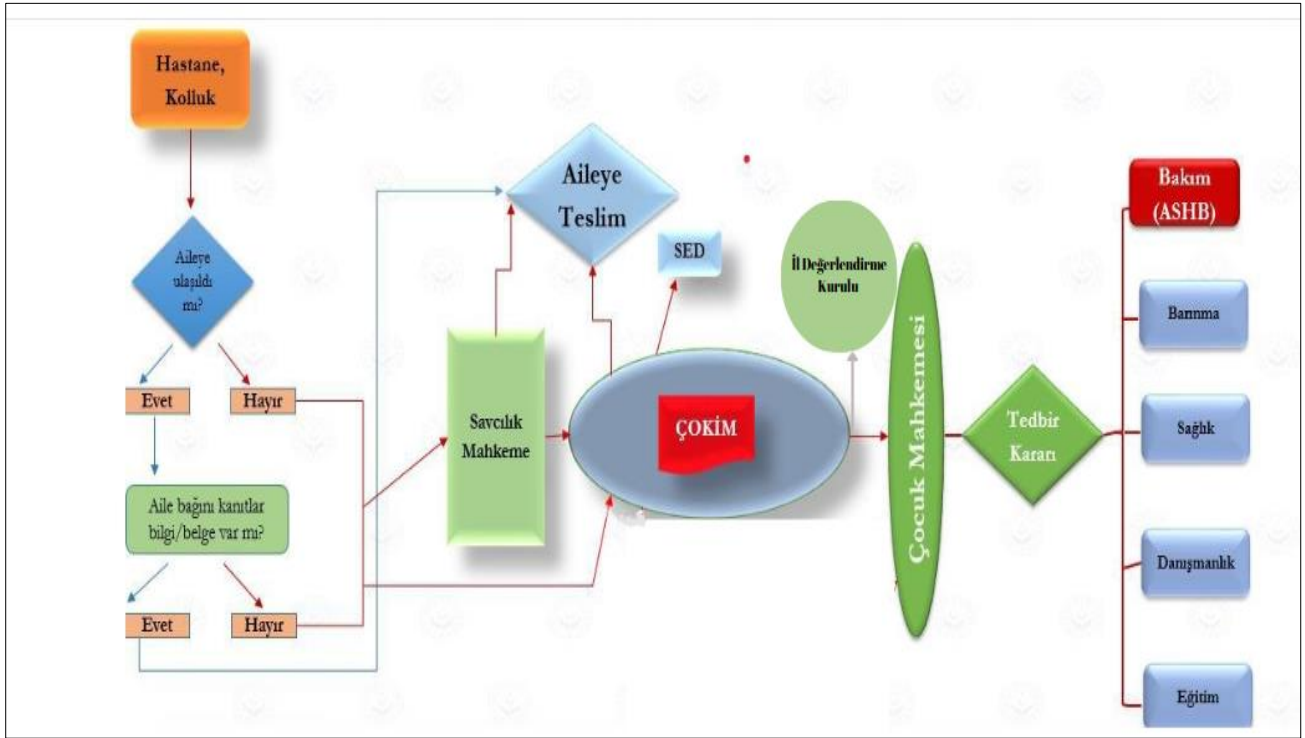 Hastane,
Kolluk
Aileye
ulaşıldı
mı?
Evet
Hayır
Aile bağını kanıtlar
bilgi/belge var mı?
Evet
Hayır
Aileye
Teslim
SED
Savcılık
Mahkeme
ÇOKİM
İl Değerlendirme
Kurulu
Çocuk Mahkemesi
Tedbir
Kararı
Bakım
(ASHB)
Barınma
Sağlık
Danışmanlık
Eğitim